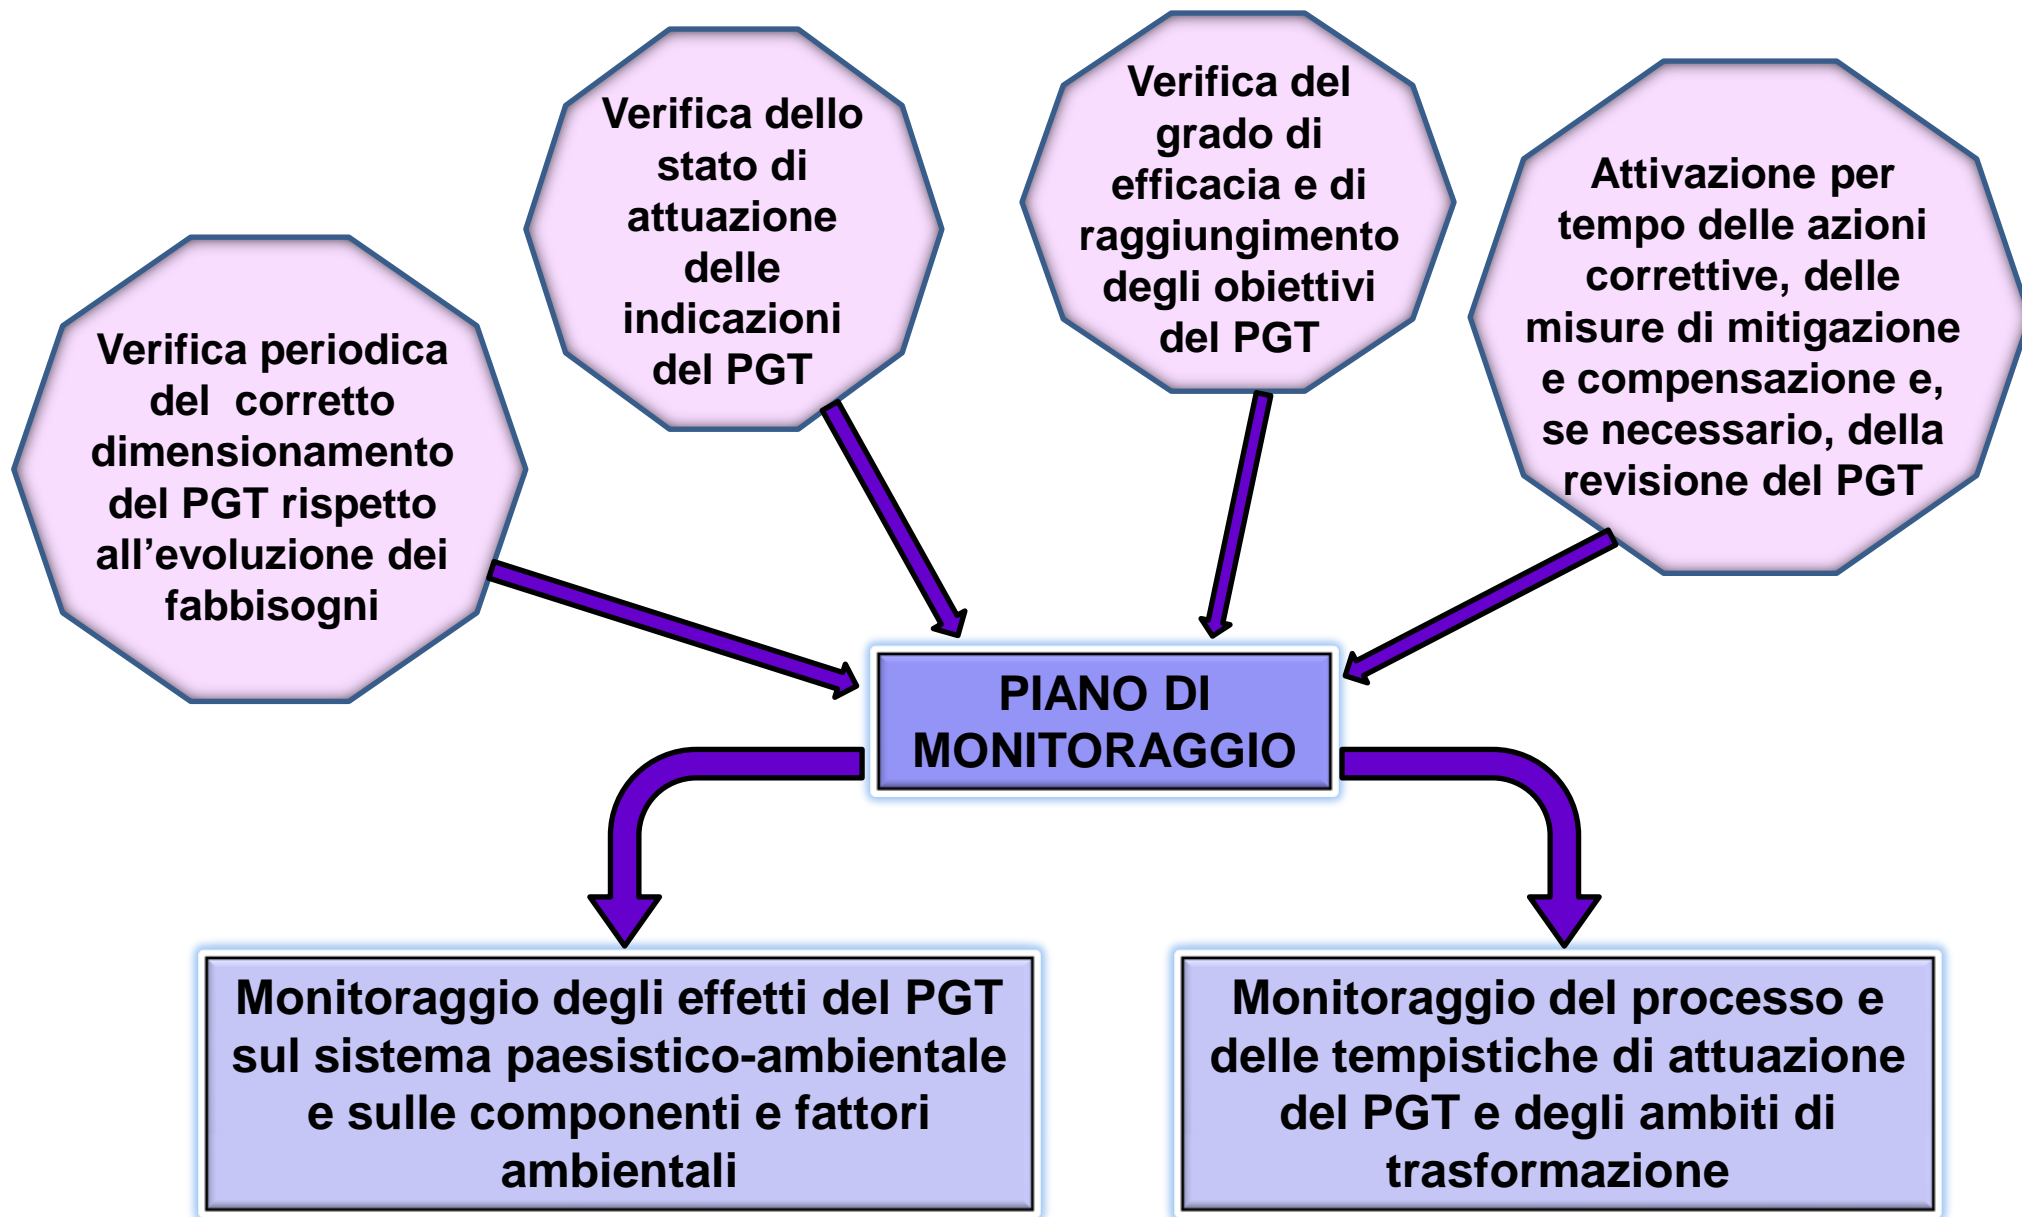 Verifica periodica
del corretto
dimensionamento
del PGT rispetto
all’evoluzione dei
fabbisogni
Verifica dello
stato di
attuazione
delle
indicazioni
del PGT
Verifica del
grado di
efficacia e di
raggiungimento
degli obiettivi
del PGT
Attivazione per
tempo delle azioni
correttive, delle
misure di mitigazione
e compensazione e,
se necessario, della
revisione del PGT
PIANO DI
MONITORAGGIO
Monitoraggio degli effetti del PGT
sul sistema paesistico-ambientale
e sulle componenti e fattori
ambientali
Monitoraggio del processo e
delle tempistiche di attuazione
del PGT e degli ambiti di
trasformazione